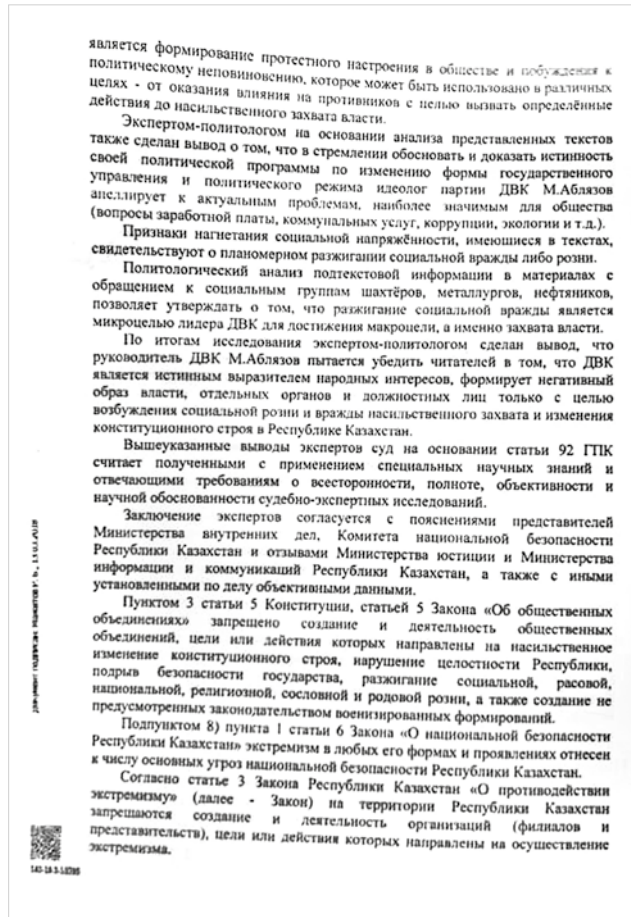 является формирование протестного настроения в обществе и побуждения к
политическому неповиновению, которое может быть использовано в различных
целях - от оказания влияния на противников с целью вызвать определённые
действия до насильственного захвата власти.
Экспертом-политологом на основании анализа представленных текстов
также сделан вывод о том, что в стремлении обосновать и доказать истинность
своей политической программы по изменению формы государственного
управления и политического режима идеолог партии ДВК М.Аблязов
апеллирует к актуальным проблемам, наиболее значимым для общества
(вопросы заработной платы, коммунальных услуг, коррупции, экологии и т.д.).
Признаки нагнетания социальной напряжённости, имеющиеся в текстах,
свидетельствуют о планомерном разжигании социальной вражды либо розни.
Политологический анализ подтекстовой информации в материалах с
обращением к социальным группам шахтёров, металлургов, нефтяников,
позволяет утверждать о том, что разжигание социальной вражды является
микроцелью лидера ДВК для достижения макроцели, а именно захвата власти.
По итогам исследования экспертом-политологом сделан вывод, что
руководитель ДВК М.Аблязов пытается убедить читателей в том, что ДВК
является истинным выразителем народных интересов, формирует негативный
образ власти, отдельных органов и должностных лиц только с целью
возбуждения социальной розни и вражды насильственного захвата и изменения
конституционного строя в Республике Казахстан.
Вышеуказанные выводы экспертов суд на основании статьи 92 ГПК
считает полученными с применением специальных научных знаний и
отвечающими требованиям о всесторонности, полноте, объективности и
научной обоснованности судебно-экспертных исследований.
Заключение экспертов согласуется с пояснениями представителей
Министерства внутренних дел, Комитета национальной безопасности
Республики Казахстан и отзывами Министерства юстиции и Министерства
информации и коммуникаций Республики Казахстан, а также с иными
установленными по делу объективными данными.
Пунктом 3 статьи 5 Конституции, статьей 5 Закона «Об общественных
объединениях» запрещено создание и деятельность общественных
объединений, цели или действия которых направлены на насильственное
изменение конституционного строя, нарушение целостности Республики,
подрыв безопасности государства, разжигание социальной, расовой,
национальной, религиозной, сословной и родовой розни, а также создание не
предусмотренных законодательством военизированных формирований.
Подпунктом 8) пункта 1 статьи 6 Закона «О национальной безопасности
Республики Казахстан» экстремизм в любых его формах и проявлениях отнесен
к числу основных угроз национальной безопасности Республики Казахстан.
Согласно статье 3 Закона Республики Казахстан «О противодействии
экстремизму» (далее - Закон) на территории Республики Казахстан
запрещаются создание и деятельность организаций (филиалов и
представительств), цели или действия которых направлены на осуществление
экстремизма.